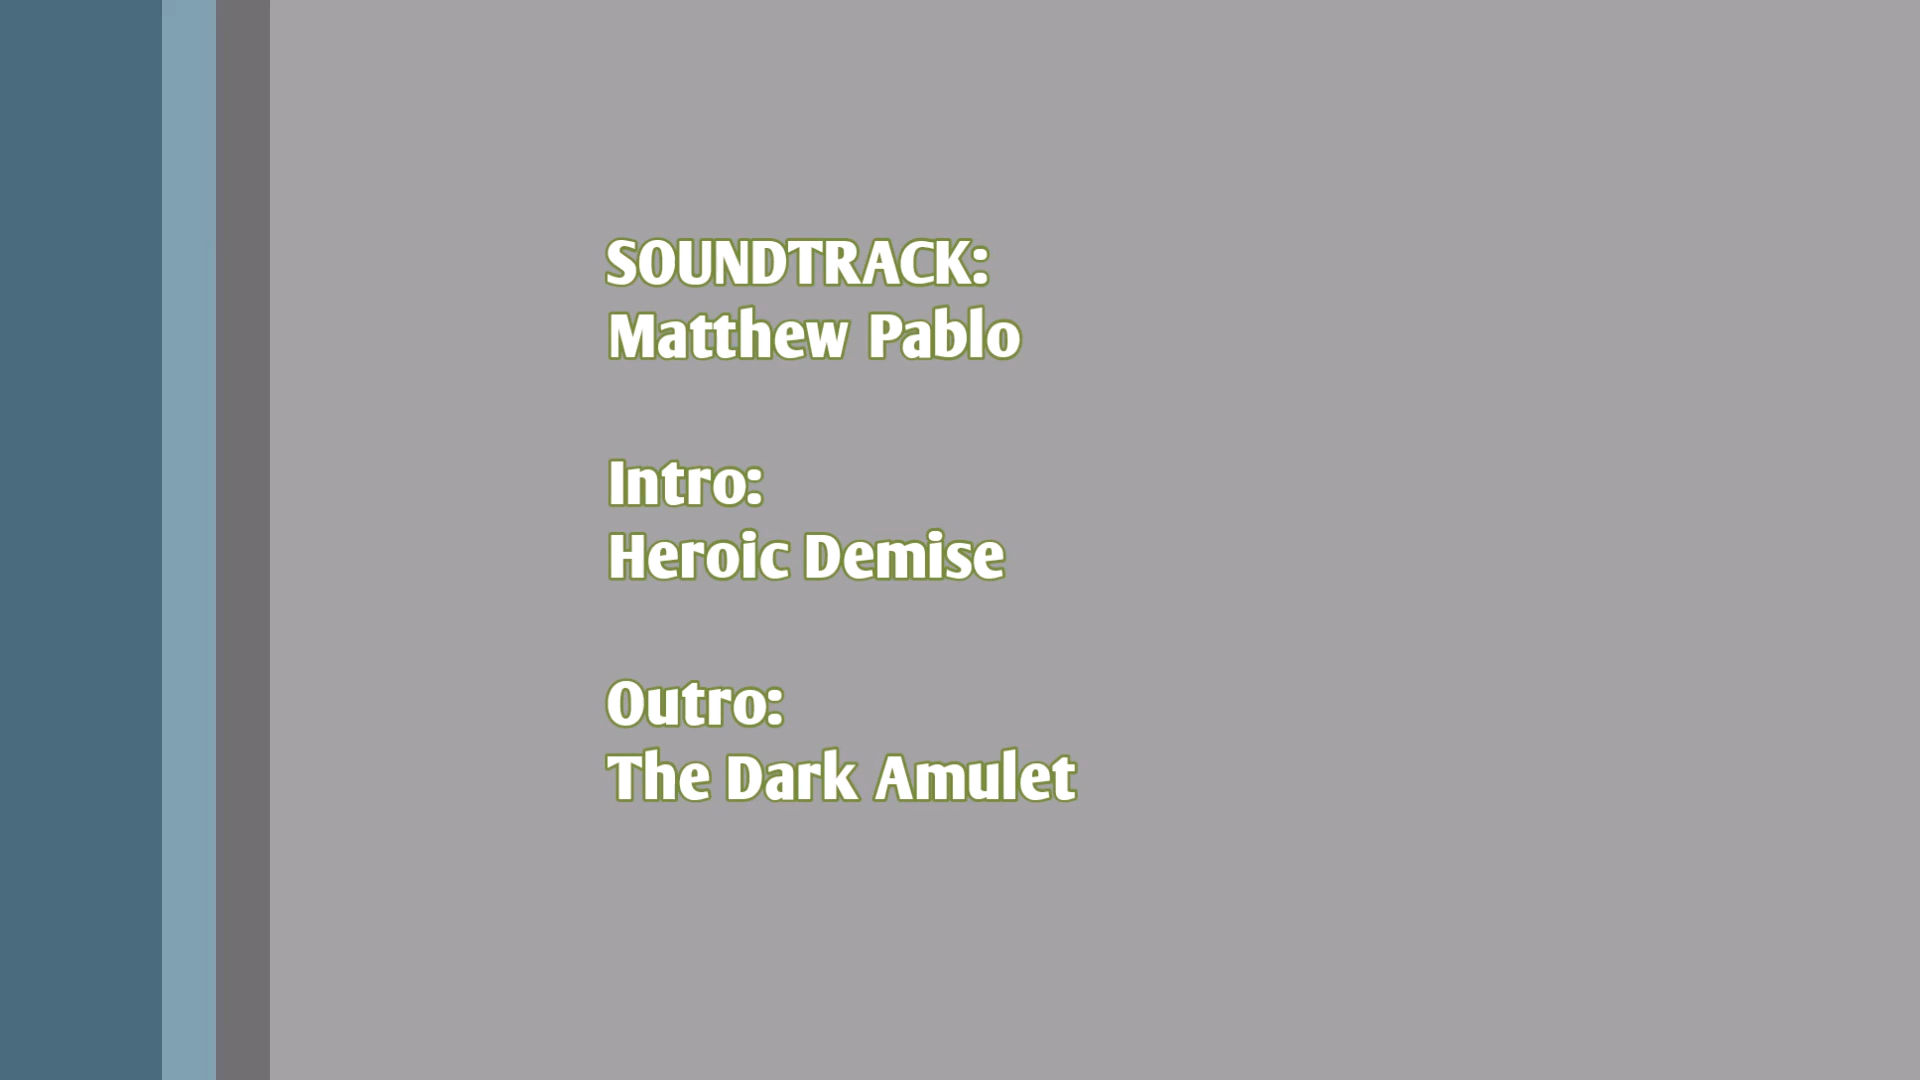 SOUNDTRACK:
Matthew Pablo
Intro:
Heroic Demise
Outro:
The Dark Amulet